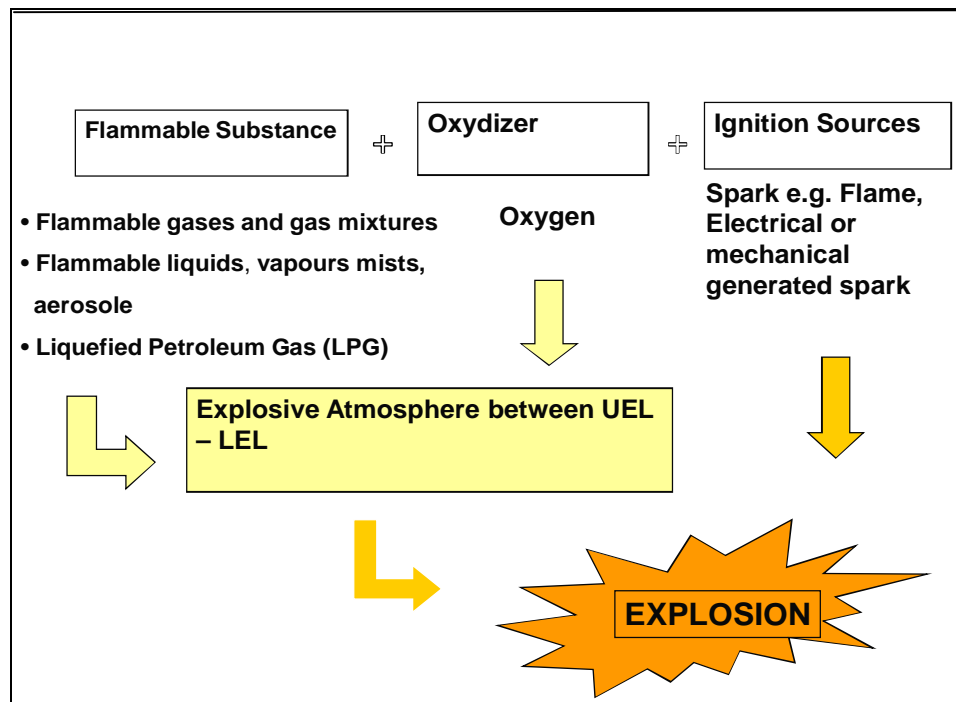 Flammable Substance
Oxydizer
Ignition Sources
• Flammable gases and gas mixtures
• Flammable liquids, vapours mists,
aerosole
• Liquefied Petroleum Gas (LPG)
Oxygen
Spark e.g. Flame,
Electrical or
mechanical
generated spark
Explosive Atmosphere between UEL
– LEL
EXPLOSION